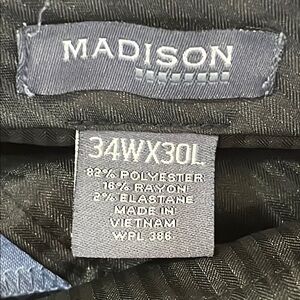 MADISON
34WX30L
82% POLYESTER
16% RAYON
2% ELASTANE
MADE IN
VIETNAM
WPL 386